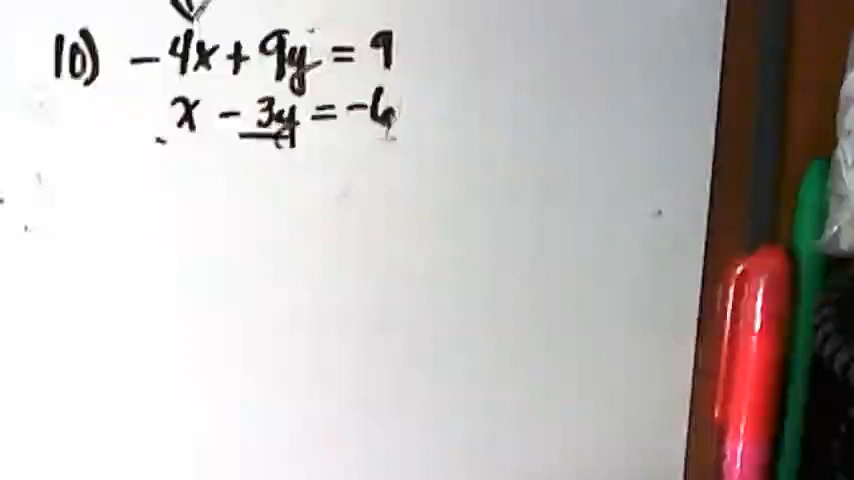 10) -4x + 9y = 9
x - 3y = -6